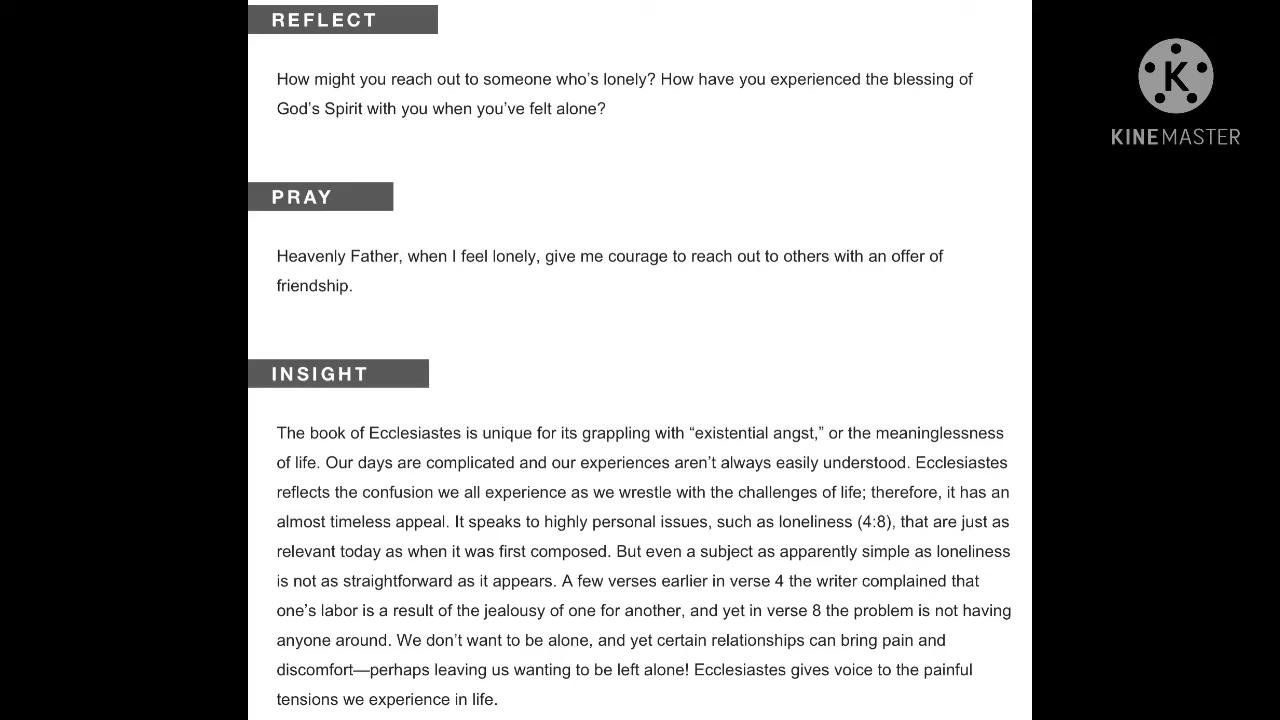 REFLECT
How might you reach out to someone who’s lonely? How have you experienced the blessing of
God’s Spirit with you when you’ve felt alone?
PRAY
Heavenly Father, when I feel lonely, give me courage to reach out to others with an offer of
friendship.
INSIGHT
The book of Ecclesiastes is unique for its grappling with “existential angst,” or the meaninglessness
of life. Our days are complicated and our experiences aren’t always easily understood. Ecclesiastes
reflects the confusion we all experience as we wrestle with the challenges of life; therefore, it has an
almost timeless appeal. It speaks to highly personal issues, such as loneliness (4:8), that are just as
relevant today as when it was first composed. But even a subject as apparently simple as loneliness
is not as straightforward as it appears. A few verses earlier in verse 4 the writer complained that
one’s labor is a result of the jealousy of one for another, and yet in verse 8 the problem is not having
anyone around. We don’t want to be alone, and yet certain relationships can bring pain and
discomfort—perhaps leaving us wanting to be left alone! Ecclesiastes gives voice to the painful
tensions we experience in life.
K
KINEMASTER